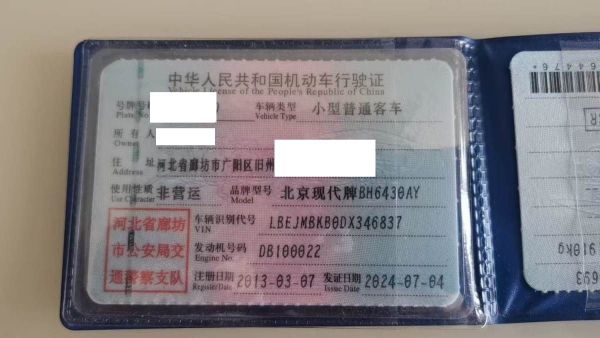 中华人民共和国机动车行驶证
Vehicle License of the People's Republic of China
号牌号码 车辆类型 小型普通客车
Plate No. Vehicle Type
所有人
Owner
住址 河北省廊坊市广阳区旧州
Address
使用性质 非营运 品牌型号 北京现代牌BH6430AY
Use Character Model
河北省廊坊
市公安局交
通警察支队
车辆识别代号 LBEJMBKB0DX346837
VIN
发动机号码 DB100022
Engine No.
注册日期 2013-03-07 发证日期 2024-07-04
Register Date Issue Date
64476*
1910kg
693